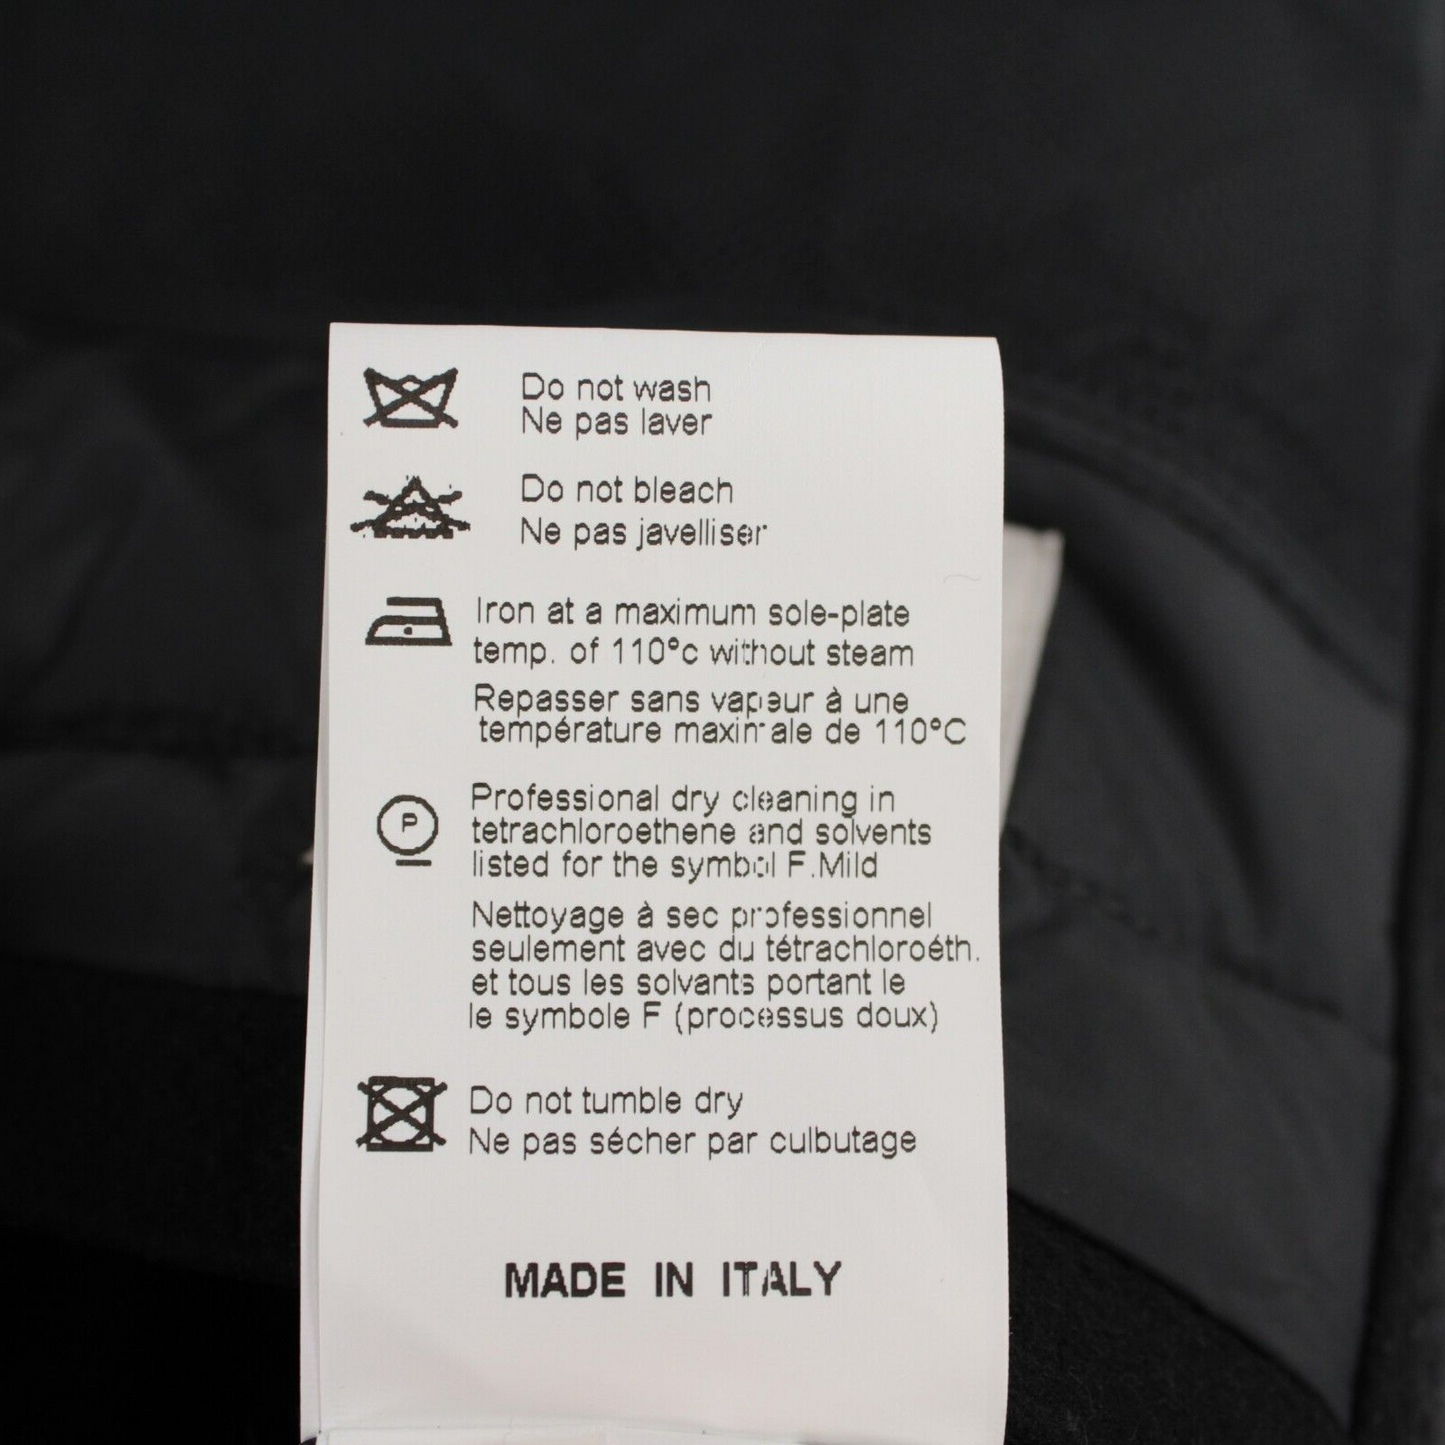 Do not wash
Ne pas laver
Do not bleach
Ne pas javelliser
Iron at a maximum sole-plate
temp. of 110°c without steam
Repasser sans vapeur à une
température maximale de 110°C
P
Professional dry cleaning in
tetrachloroethene and solvents
listed for the symbol F.Mild
Nettoyage à sec professionnel
seulement avec du tétrachloroéth.
et tous les solvants portant le
le symbole F (processus doux)
Do not tumble dry
Ne pas sécher par culbutage
MADE IN ITALY